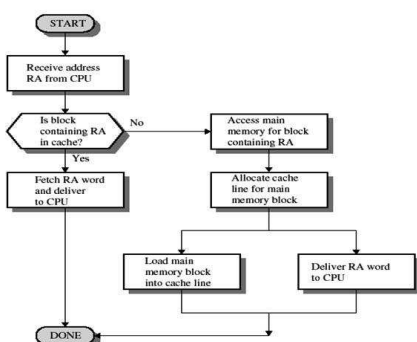 START
Receive address
RA from CPU
Is block
containing RA
in cache?
No
Access main
memory for block
containing RA
Yes
Fetch RA word
and deliver
to CPU
Allocate cache
line for main
memory block
Load main
memory block
into cache line
Deliver RA word
to CPU
DONE